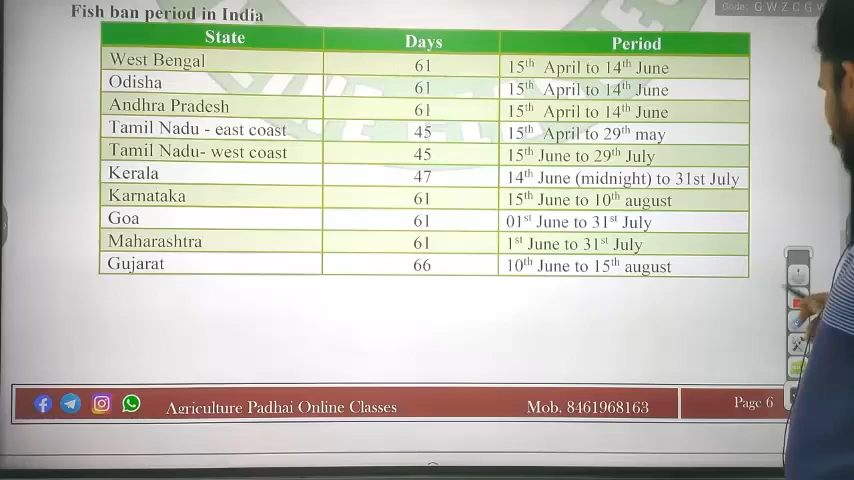 Code: G W Z C G
Fish ban period in India
State Days Period
West Bengal 61 15th April to 14th June
Odisha 61 15th April to 14th June
Andhra Pradesh 61 15th April to 14th June
Tamil Nadu - east coast 45 15th April to 29th may
Tamil Nadu- west coast 45 15th June to 29th July
Kerala 47 14th June (midnight) to 31st July
Karnataka 61 15th June to 10th august
Goa 61 01st June to 31st July
Maharashtra 61 1st June to 31st July
Gujarat 66 10th June to 15th august
Agriculture Padhai Online Classes Mob. 8461968163 Page 6